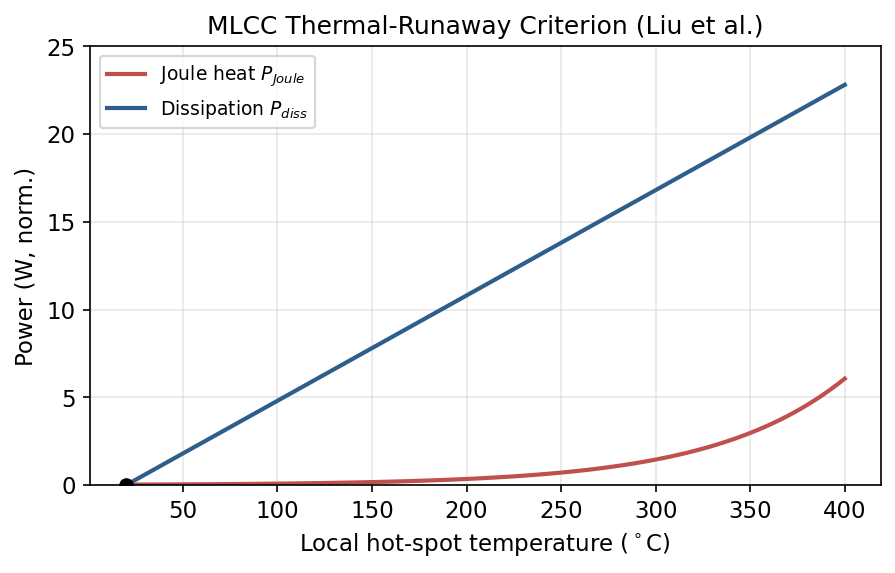 MLCC Thermal-Runaway Criterion (Liu et al.)
Joule heat P_Joule
Dissipation P_diss
Power (W, norm.)
25
20
15
10
5
0
50 100 150 200 250 300 350 400
Local hot-spot temperature (°C)